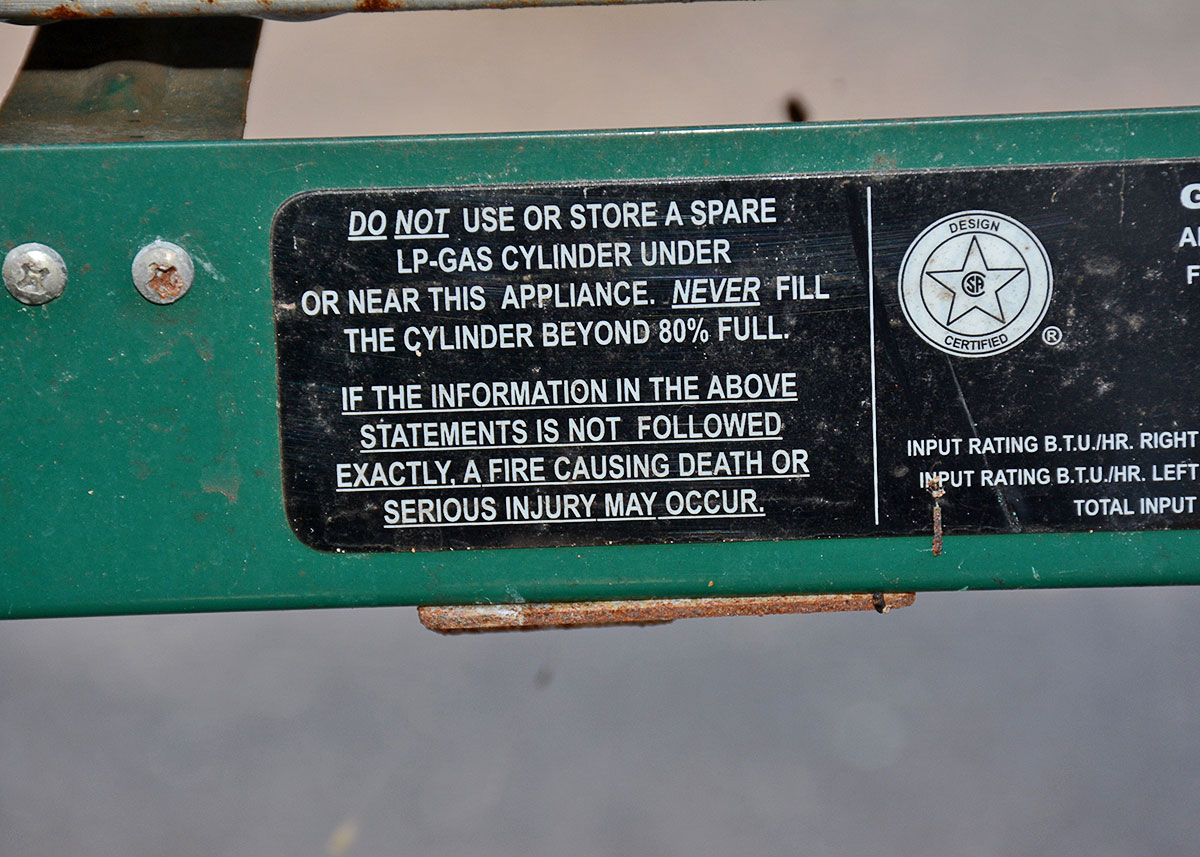 DO NOT USE OR STORE A SPARE
LP-GAS CYLINDER UNDER
OR NEAR THIS APPLIANCE. NEVER FILL
THE CYLINDER BEYOND 80% FULL.
IF THE INFORMATION IN THE ABOVE
STATEMENTS IS NOT FOLLOWED
EXACTLY, A FIRE CAUSING DEATH OR
SERIOUS INJURY MAY OCCUR.
DESIGN
CERTIFIED
®
INPUT RATING B.T.U./HR. RIGHT
INPUT RATING B.T.U./HR. LEFT
TOTAL INPUT